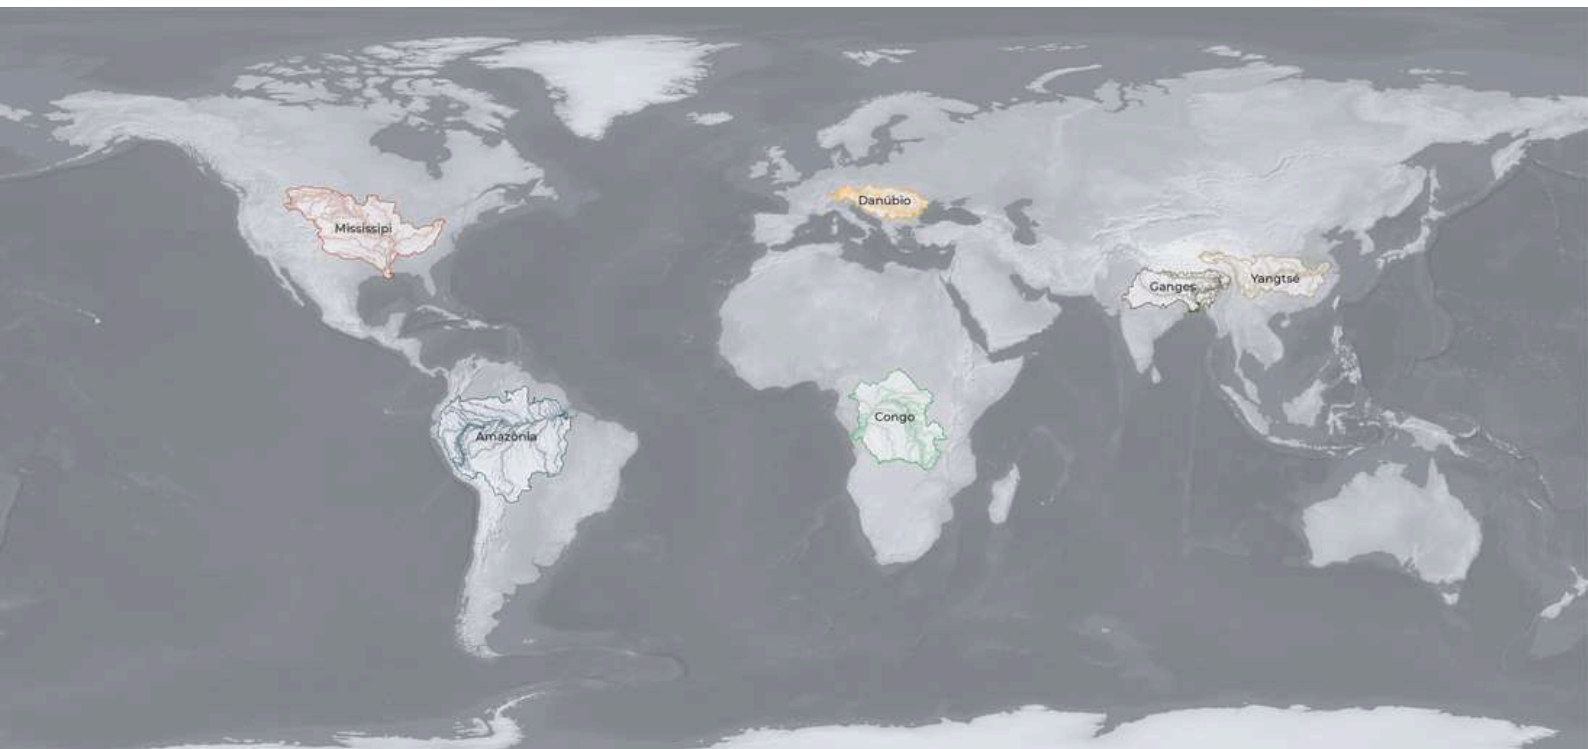 Danúbio
Mississipi
Yangtsé
Ganges
Congo
Amazônia